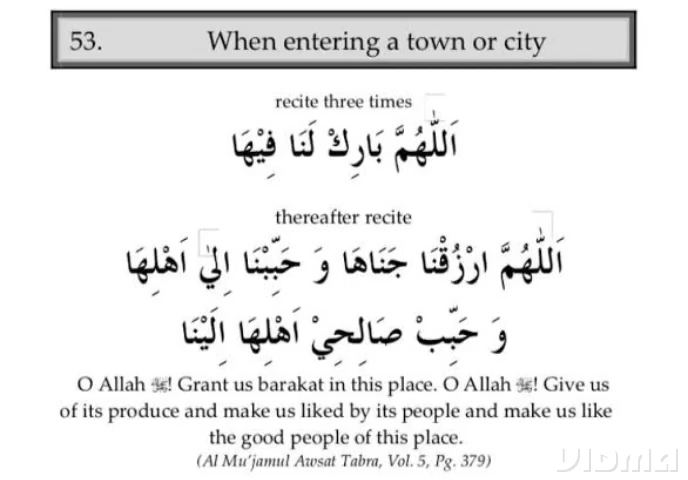 53. When entering a town or city
recite three times
اَللّٰهُمَّ بَارِكْ لَنَا فِيْهَا
thereafter recite
اَللّٰهُمَّ ارْزُقْنَا جَنَاهَا وَ حَبِّبْنَا اِلٰى اَهْلِهَا
وَ حَبِّبْ صَالِحِيْ اَهْلِهَا اِلَيْنَا
O Allah ﷻ! Grant us barakat in this place. O Allah ﷻ! Give us
of its produce and make us liked by its people and make us like
the good people of this place.
(Al Mu'jamul Awsat Tabra, Vol. 5, Pg. 379)
VIDMA